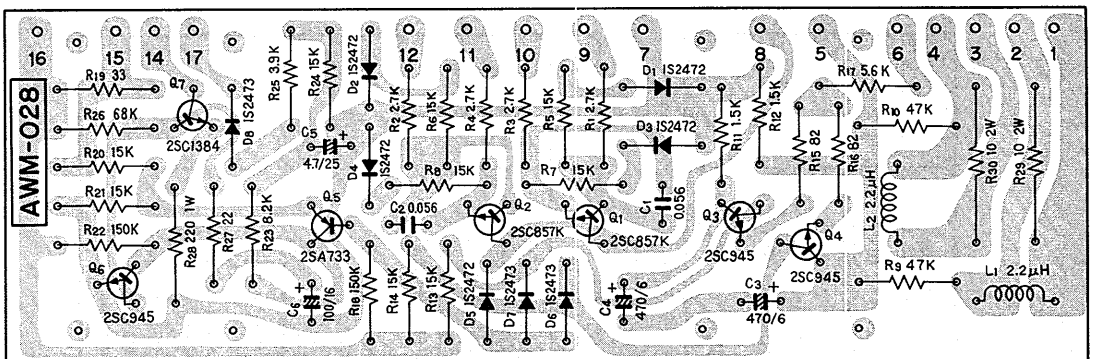 16 15 14 17 12 11 10 9 7 8 5 6 4 3 2 1
AWM-028
R19 33
R26 68K
R20 15K
R21 15K
R22 150K
Q6
2SC945
Q7
2SC1384
D8 1S2473
R28 220 1W
R27 22
R23 8.2K
R25 3.9K
R24 15K
D2 1S2472
C5
4.7/25
+
D4
1S2472
Q5
2SA733
C6
100/16
+
R18 150K
R14 15K
R13 15K
R2 2.7K
R6 15K
R4 2.7K
R3 2.7K
R5 15K
R1 2.7K
R8 15K
C2 0.056
Q2
2SC857K
D5 1S2472
D7 1S2473
D6 1S2473
R7 15K
Q1
2SC857K
D1 1S2472
D3 1S2472
C1
0.056
C4
470/6
+
R11 1.5K
R12 1.5K
Q3
2SC945
C3
+
470/6
R17 5.6K
R15 82
R16 82
Q4
2SC945
R10 47K
L2 2.2μH
R9 47K
R30 10 2W
R29 10 2W
L1 2.2μH